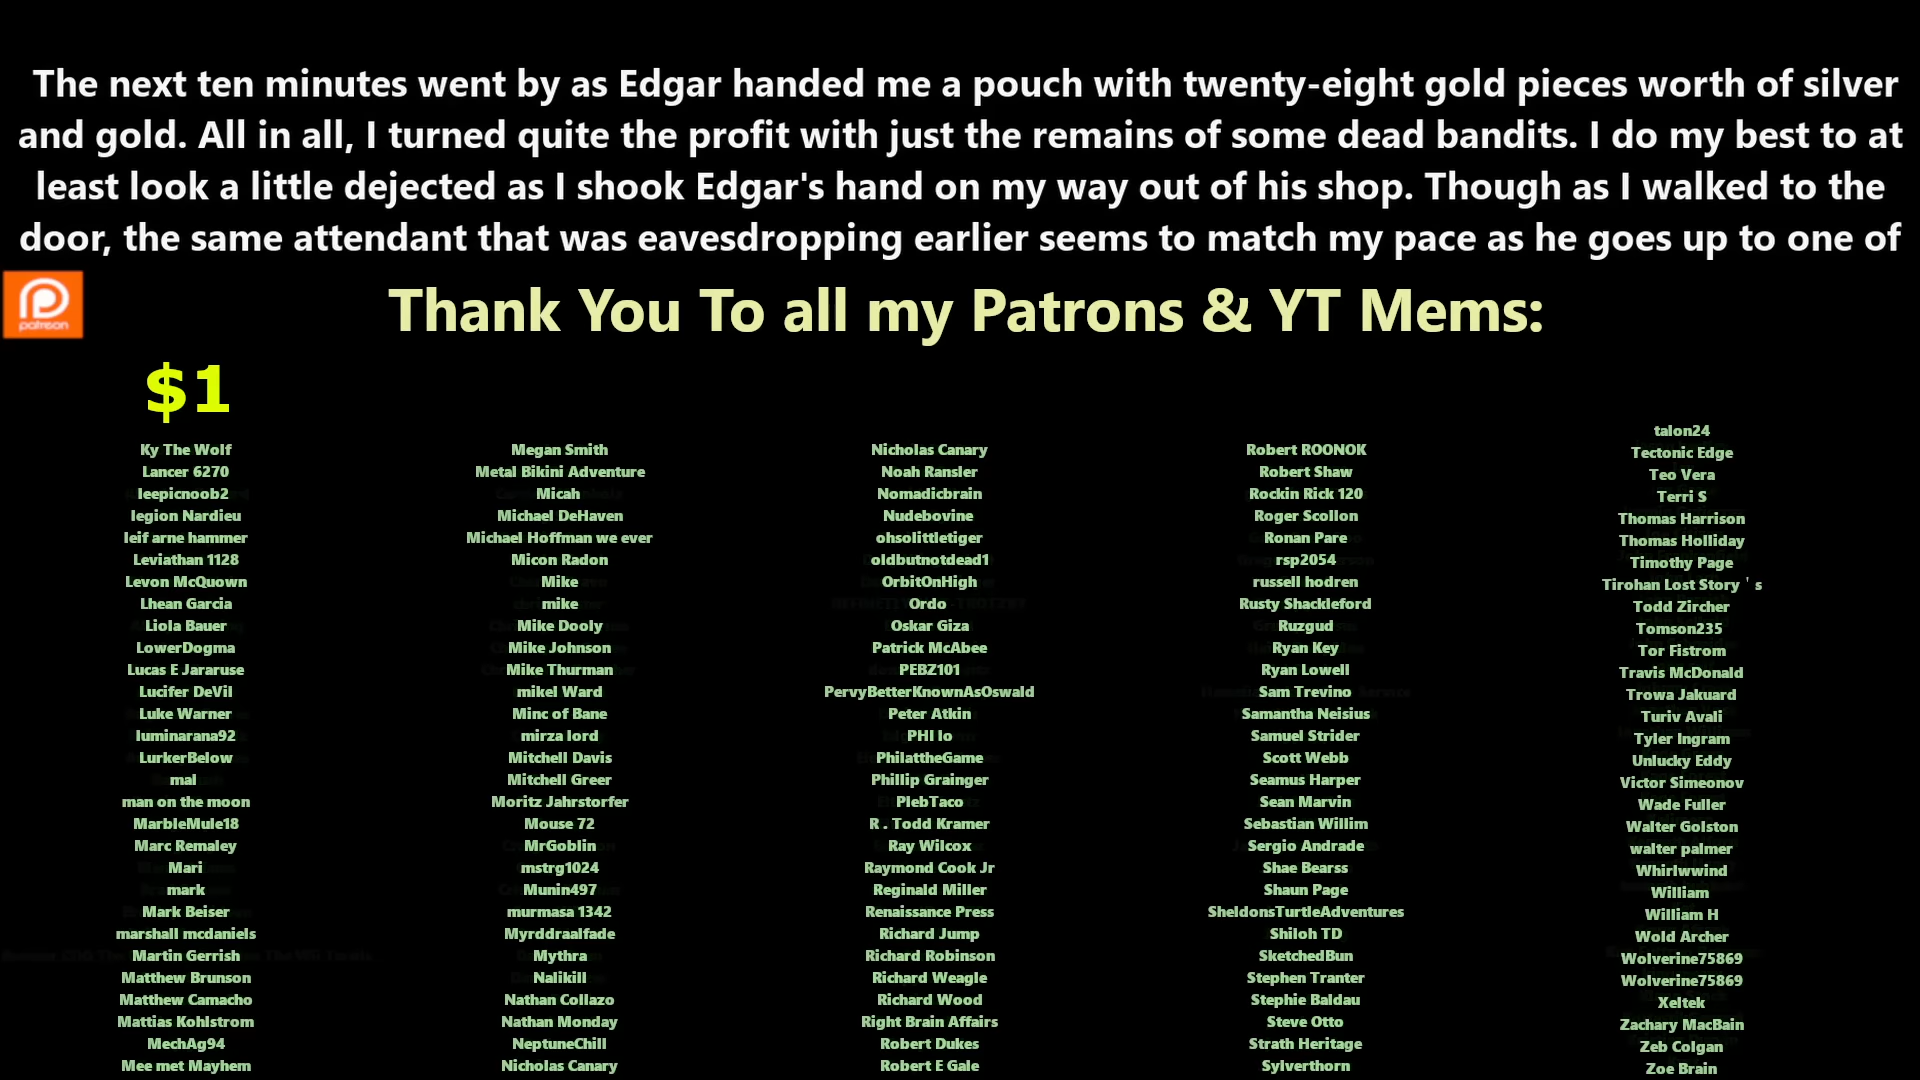 The next ten minutes went by as Edgar handed me a pouch with twenty-eight gold pieces worth of silver
and gold. All in all, I turned quite the profit with just the remains of some dead bandits. I do my best to at
least look a little dejected as I shook Edgar's hand on my way out of his shop. Though as I walked to the
door, the same attendant that was eavesdropping earlier seems to match my pace as he goes up to one of
patreon
Thank You To all my Patrons & YT Mems:
$1
Ky The Wolf
Lancer 6270
leepicnoob2
legion Nardieu
leif arne hammer
Leviathan 1128
Levon McQuown
Lhean Garcia
Liola Bauer
LowerDogma
Lucas E Jararuse
Lucifer DeVil
Luke Warner
luminarana92
LurkerBelow
mal
man on the moon
MarbleMule18
Marc Remaley
Mari
mark
Mark Beiser
marshall mcdaniels
Martin Gerrish
Matthew Brunson
Matthew Camacho
Mattias Kohlstrom
MechAg94
Mee met Mayhem
Megan Smith
Metal Bikini Adventure
Micah
Michael DeHaven
Michael Hoffman we ever
Micon Radon
Mike
mike
Mike Dooly
Mike Johnson
Mike Thurman
mikel Ward
Minc of Bane
mirza lord
Mitchell Davis
Mitchell Greer
Moritz Jahrstorfer
Mouse 72
MrGoblin
mstrg1024
Munin497
murmasa 1342
Myrddraalfade
Mythra
Nalikill
Nathan Collazo
Nathan Monday
NeptuneChill
Nicholas Canary
Nicholas Canary
Noah Ransler
Nomadicbrain
Nudebovine
ohsolittletiger
oldbutnotdead1
OrbitOnHigh
Ordo
Oskar Giza
Patrick McAbee
PEBZ101
PervyBetterKnownAsOswald
Peter Atkin
PHI lo
PhilattheGame
Phillip Grainger
PlebTaco
R . Todd Kramer
Ray Wilcox
Raymond Cook Jr
Reginald Miller
Renaissance Press
Richard Jump
Richard Robinson
Richard Weagle
Richard Wood
Right Brain Affairs
Robert Dukes
Robert E Gale
Robert ROONOK
Robert Shaw
Rockin Rick 120
Roger Scollon
Ronan Pare
rsp2054
russell hodren
Rusty Shackleford
Ruzgud
Ryan Key
Ryan Lowell
Sam Trevino
Samantha Neisius
Samuel Strider
Scott Webb
Seamus Harper
Sean Marvin
Sebastian Willim
Sergio Andrade
Shae Bearss
Shaun Page
SheldonsTurtleAdventures
Shiloh TD
SketchedBun
Stephen Tranter
Stephie Baldau
Steve Otto
Strath Heritage
Sylverthorn
talon24
Tectonic Edge
Teo Vera
Terri S
Thomas Harrison
Thomas Holliday
Timothy Page
Tirohan Lost Story ' s
Todd Zircher
Tomson235
Tor Fistrom
Travis McDonald
Trowa Jakuard
Turiv Avali
Tyler Ingram
Unlucky Eddy
Victor Simeonov
Wade Fuller
Walter Golston
walter palmer
Whirlwwind
William
William H
Wold Archer
Wolverine75869
Wolverine75869
Xeltek
Zachary MacBain
Zeb Colgan
Zoe Brain